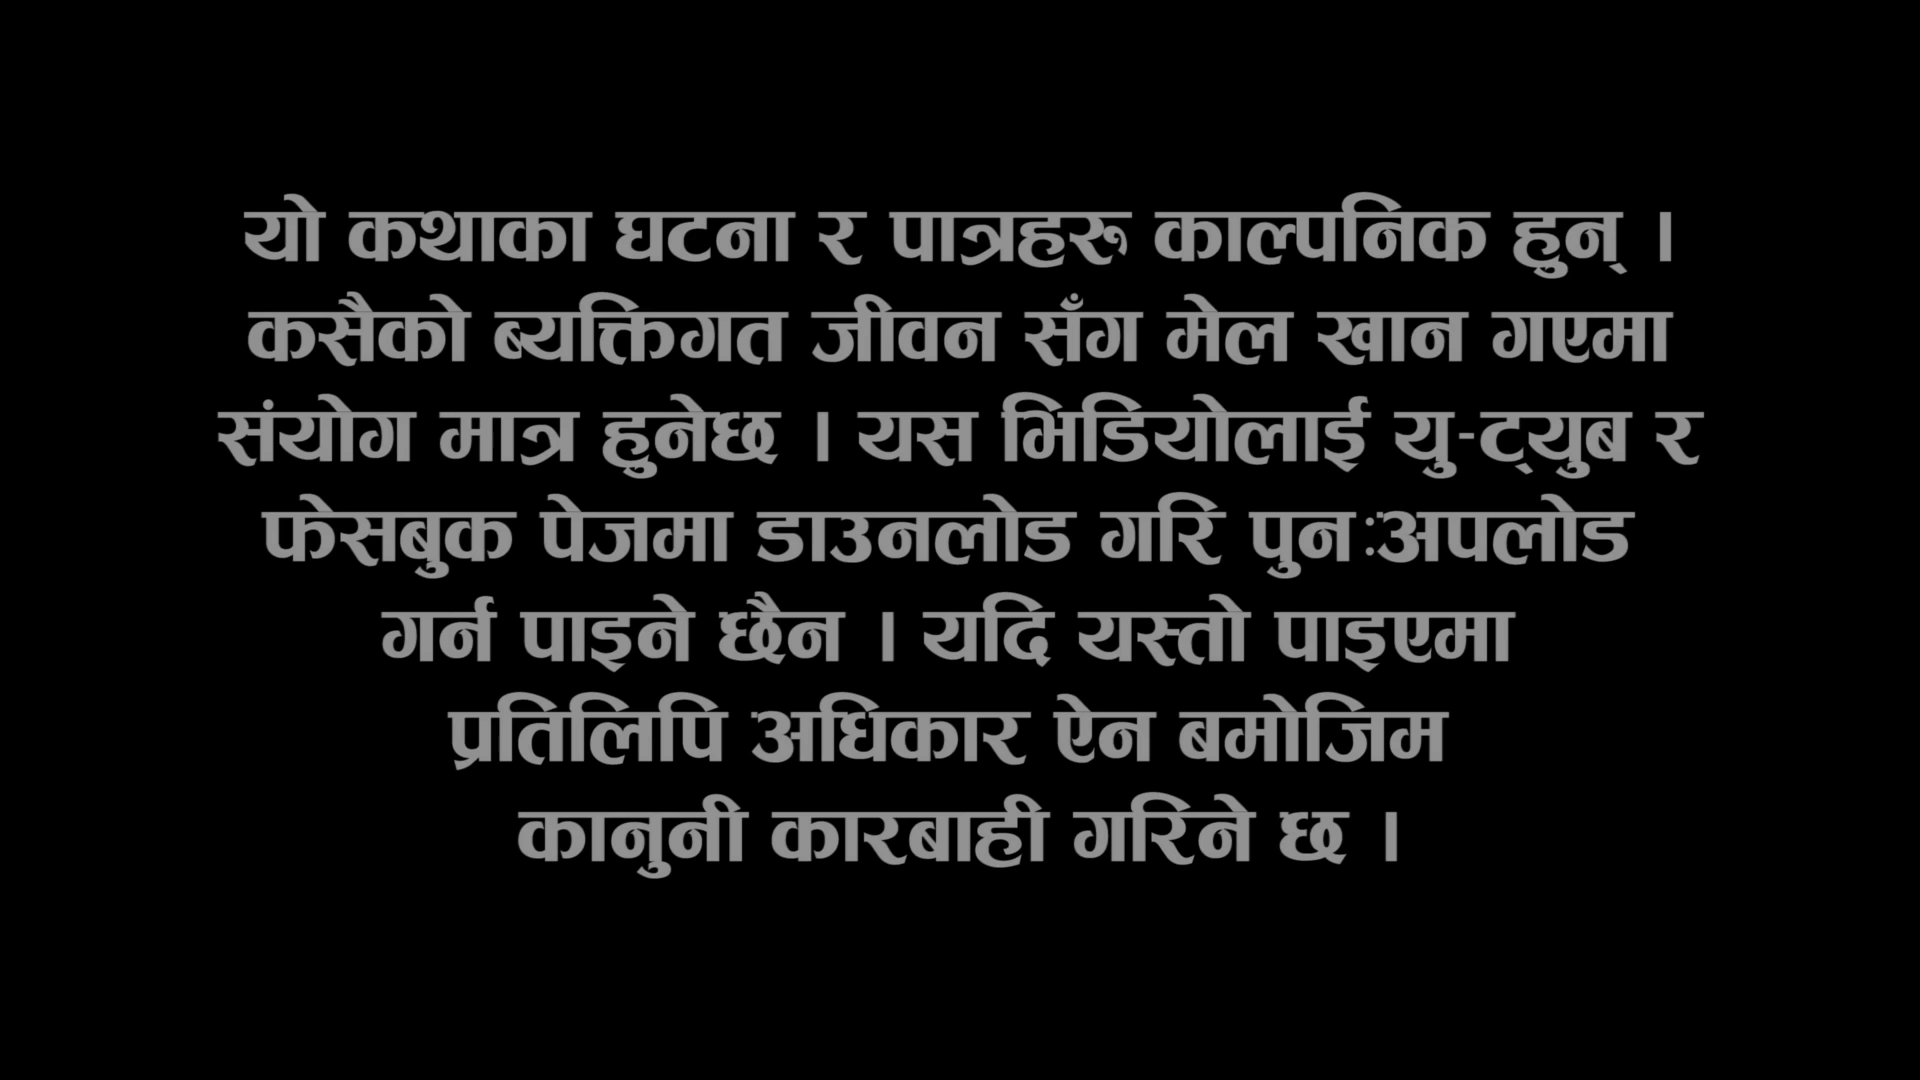 यो कथाका घटना र पात्रहरु काल्पनिक हुन् ।
कसैको ब्यक्तिगत जीवन सँग मेल खान गएमा
संयोग मात्र हुनेछ । यस भिडियोलाई यु-ट्युब र
फेसबुक पेजमा डाउनलोड गरि पुनःअपलोड
गर्न पाइने छैन । यदि यस्तो पाइएमा
प्रतिलिपि अधिकार ऐन बमोजिम
कानुनी कारबाही गरिने छ ।